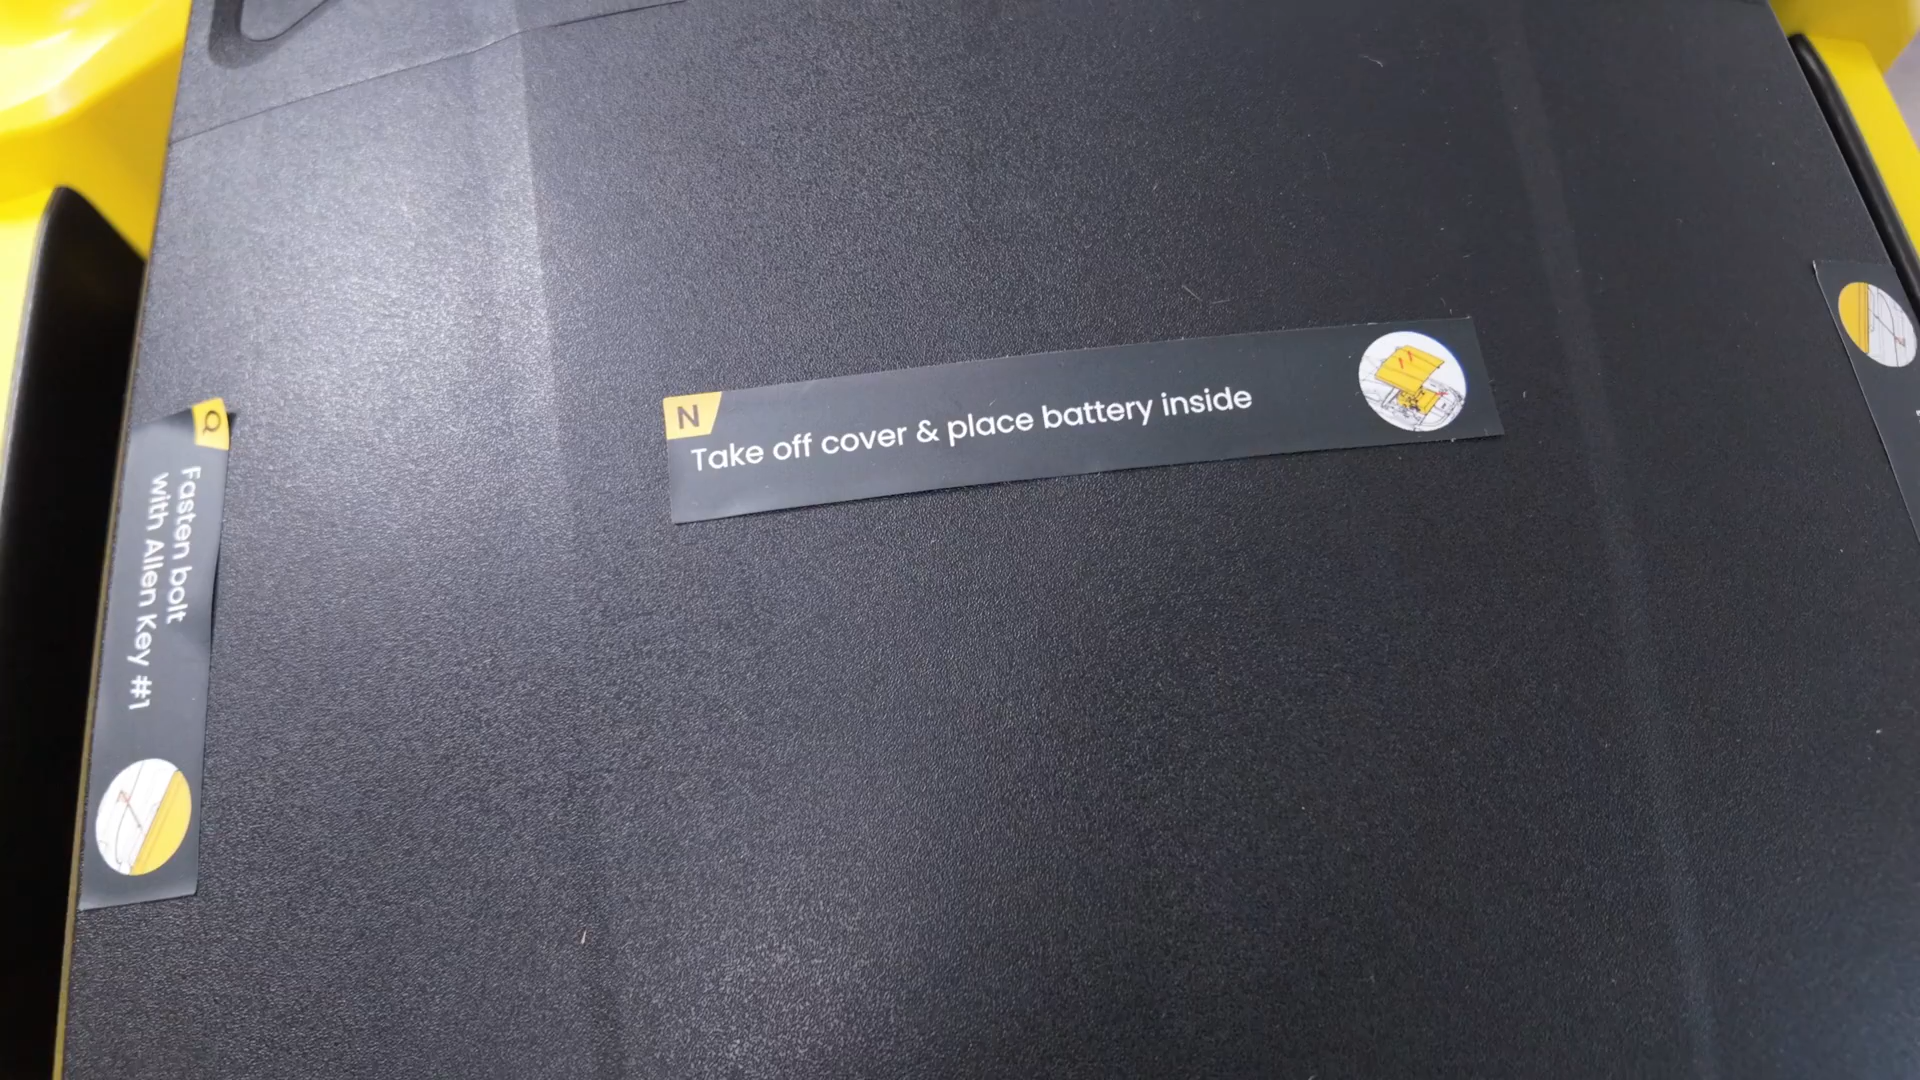 N
Take off cover & place battery inside
Q
Fasten bolt
with Allen Key #1